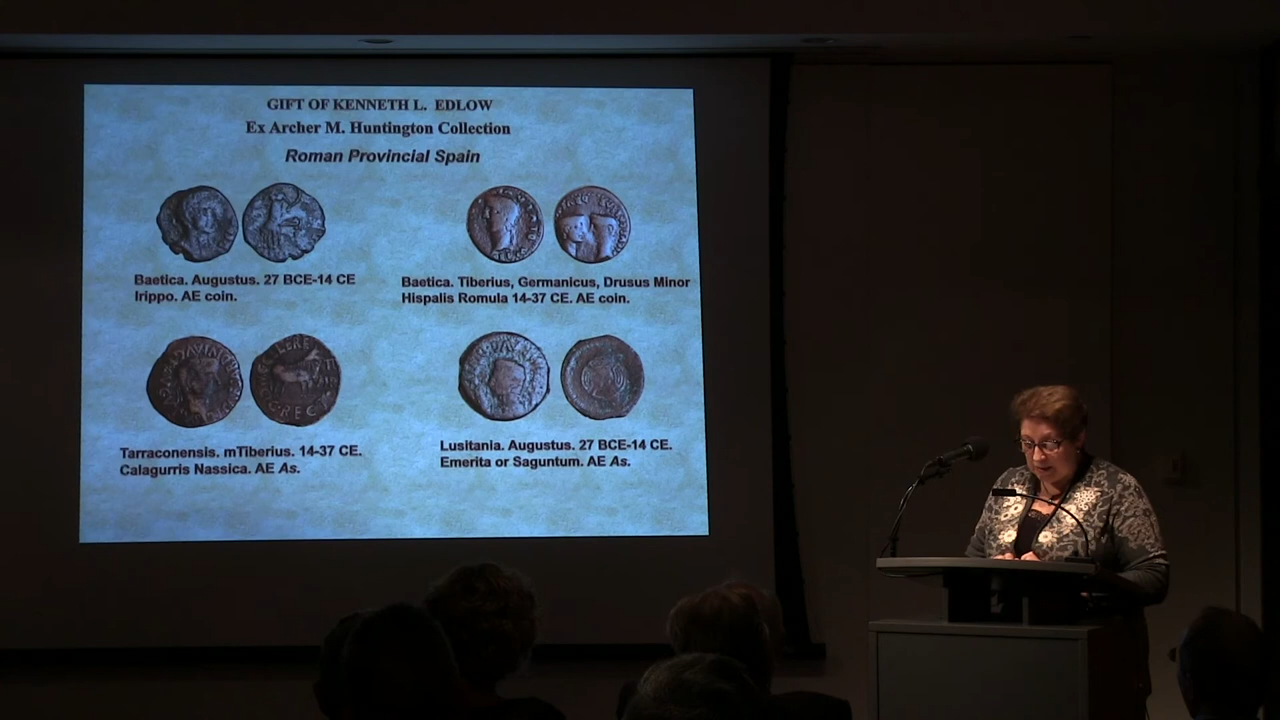 GIFT OF KENNETH L. EDLOW
Ex Archer M. Huntington Collection
Roman Provincial Spain
Baetica. Augustus. 27 BCE-14 CE
Irippo. AE coin.
Baetica. Tiberius, Germanicus, Drusus Minor
Hispalis Romula 14-37 CE. AE coin.
Tarraconensis. mTiberius. 14-37 CE.
Calagurris Nassica. AE As.
Lusitania. Augustus. 27 BCE-14 CE.
Emerita or Saguntum. AE As.